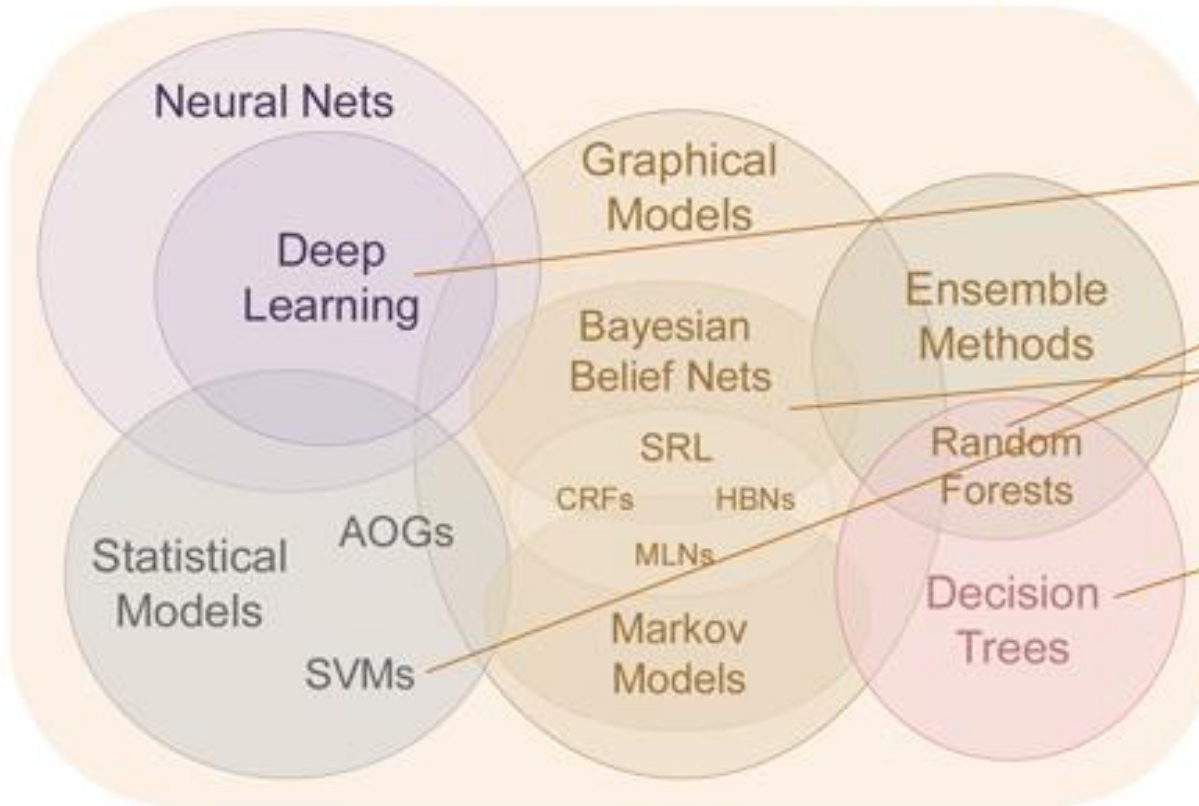 Neural Nets
Deep
Learning
Graphical
Models
Bayesian
Belief Nets
SRL
CRFs
HBNs
MLNs
Markov
Models
Statistical
Models
AOGs
SVMs
Ensemble
Methods
Random
Forests
Decision
Trees